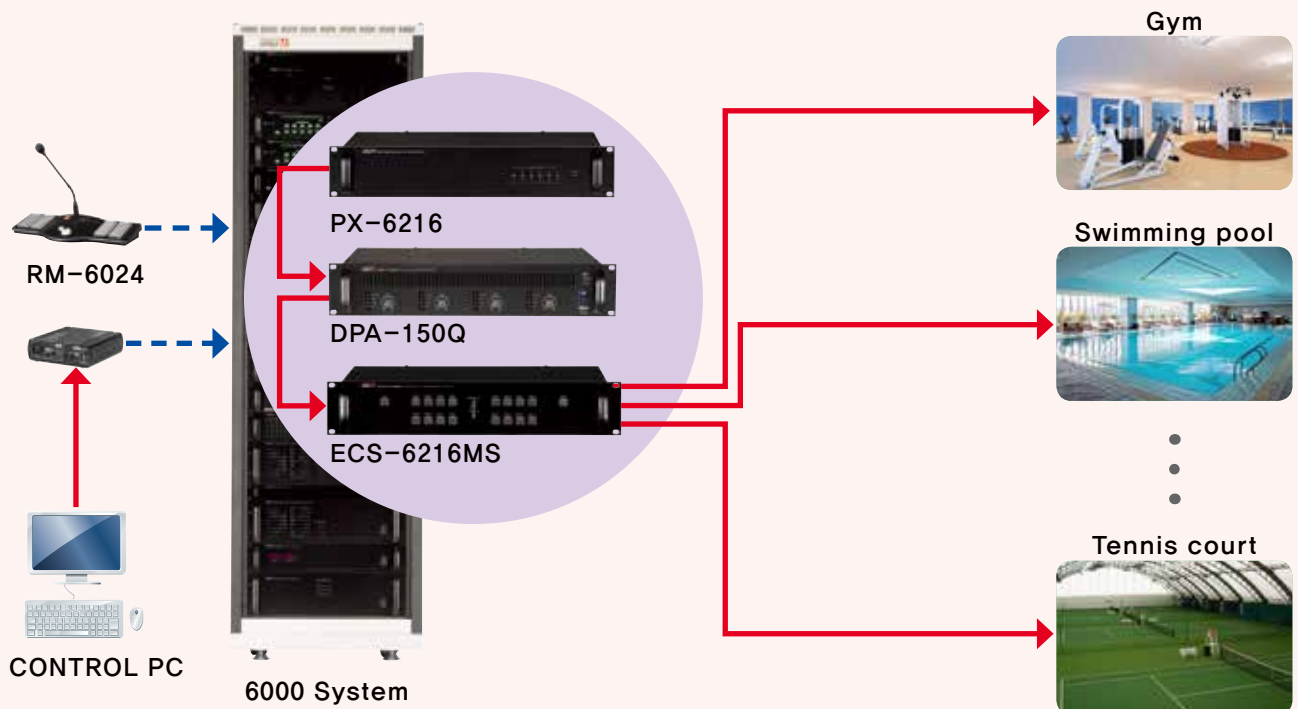 Gym
PX-6216
Swimming pool
RM-6024
DPA-150Q
ECS-6216MS
Tennis court
CONTROL PC
6000 System